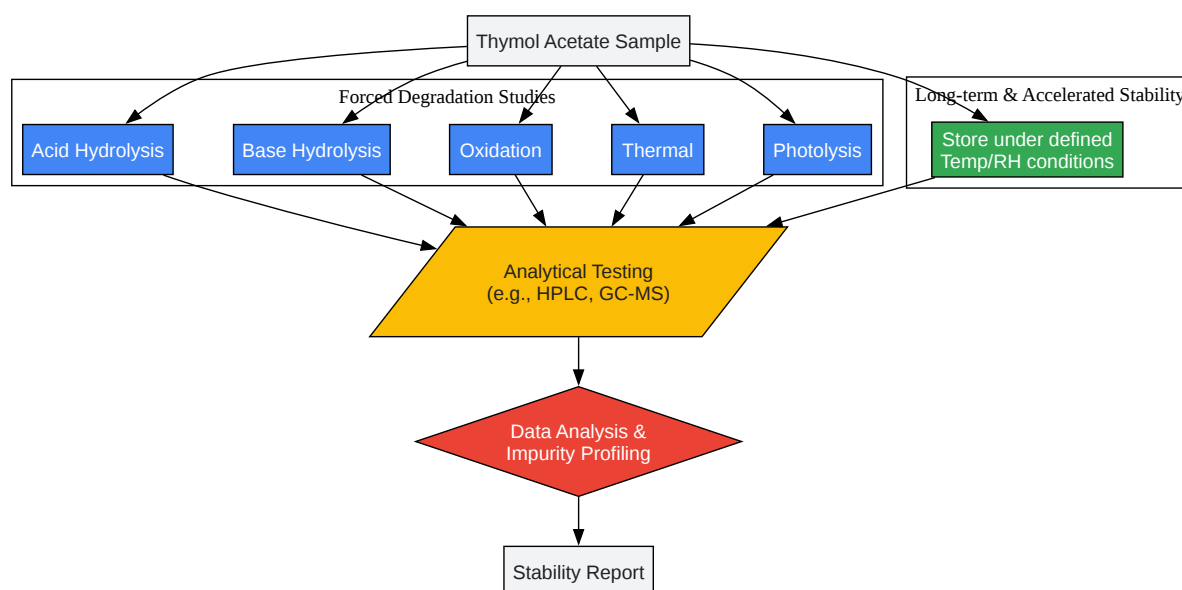 Thymol Acetate Sample
Forced Degradation Studies
Long-term & Accelerated Stability
Acid Hydrolysis
Base Hydrolysis
Oxidation
Thermal
Photolysis
Store under defined
Temp/RH conditions
Analytical Testing
(e.g., HPLC, GC-MS)
Data Analysis &
Impurity Profiling
Stability Report